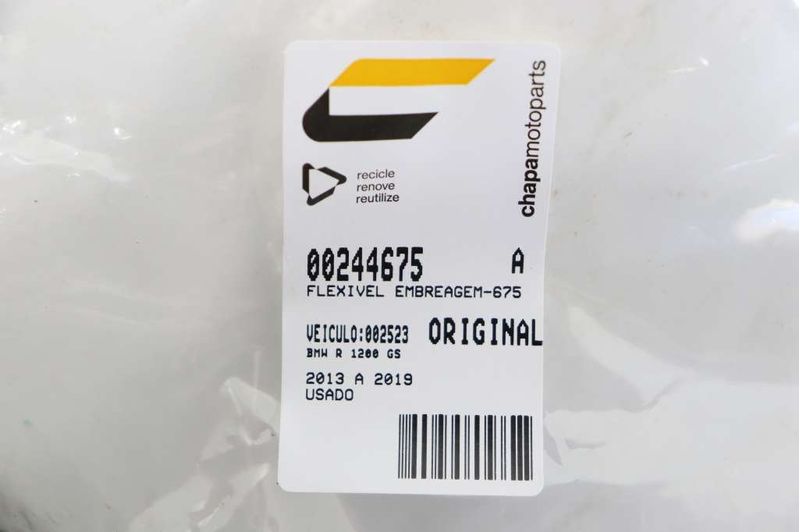 chapamotoparts
recicle
renove
reutilize
00244675 A
FLEXIVEL EMBREAGEM-675
VEICULO:002523 ORIGINAL
BMW R 1200 GS
2013 A 2019
USADO